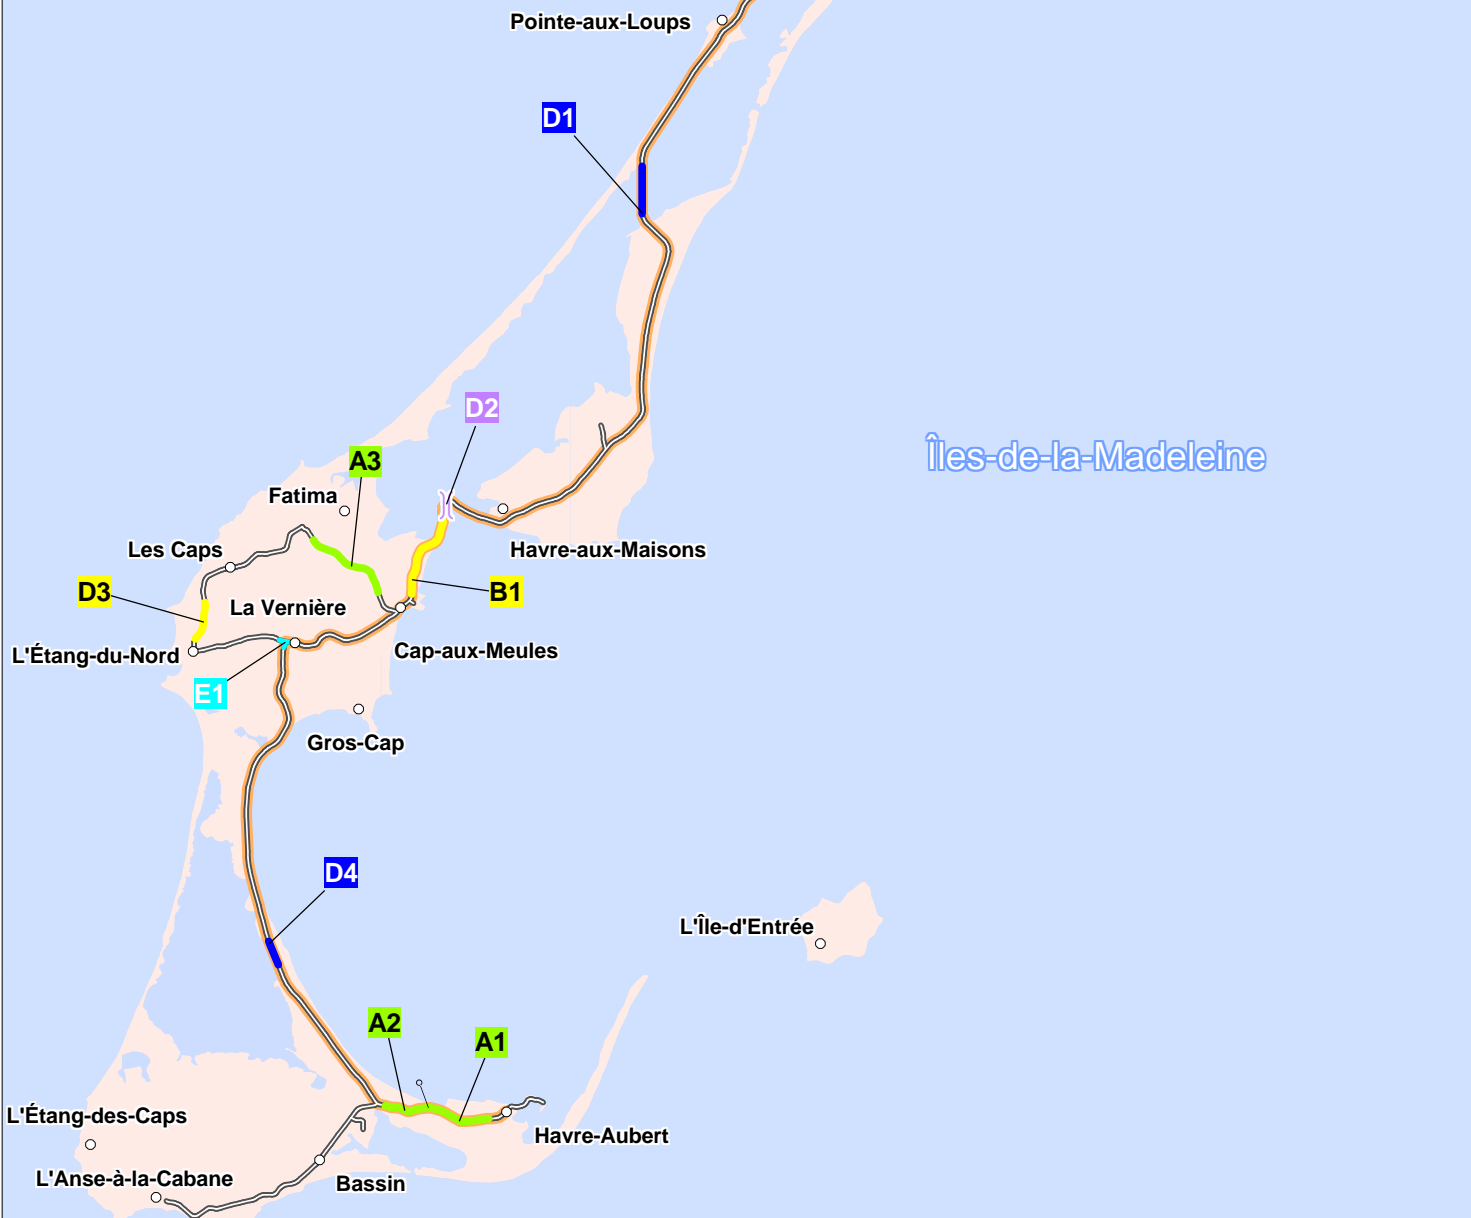 Pointe-aux-Loups
D1
D2
Îles-de-la-Madeleine
A3
Fatima
Les Caps
Havre-aux-Maisons
D3
B1
La Vernière
L'Étang-du-Nord
Cap-aux-Meules
E1
Gros-Cap
D4
L'Île-d'Entrée
A2
A1
L'Étang-des-Caps
Havre-Aubert
L'Anse-à-la-Cabane
Bassin